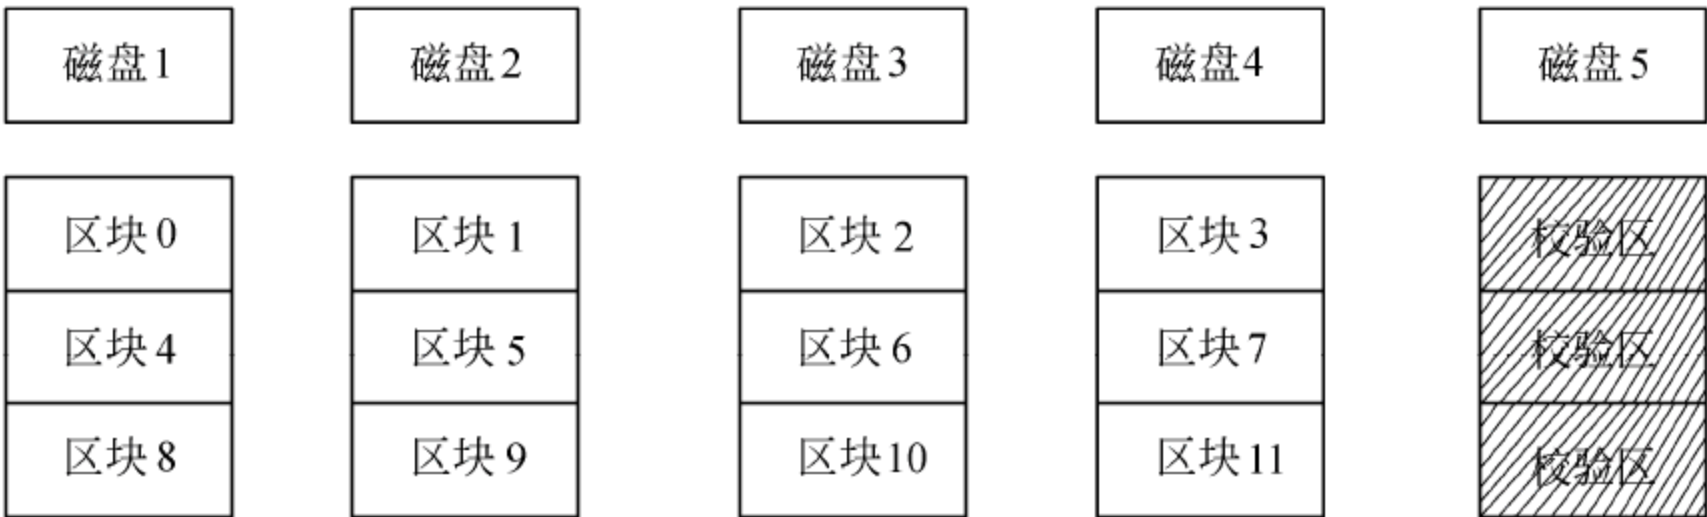 磁盘1 磁盘2 磁盘3 磁盘4 磁盘5
区块0 区块1 区块2 区块3 校验区
区块4 区块5 区块6 区块7 校验区
区块8 区块9 区块10 区块11 校验区